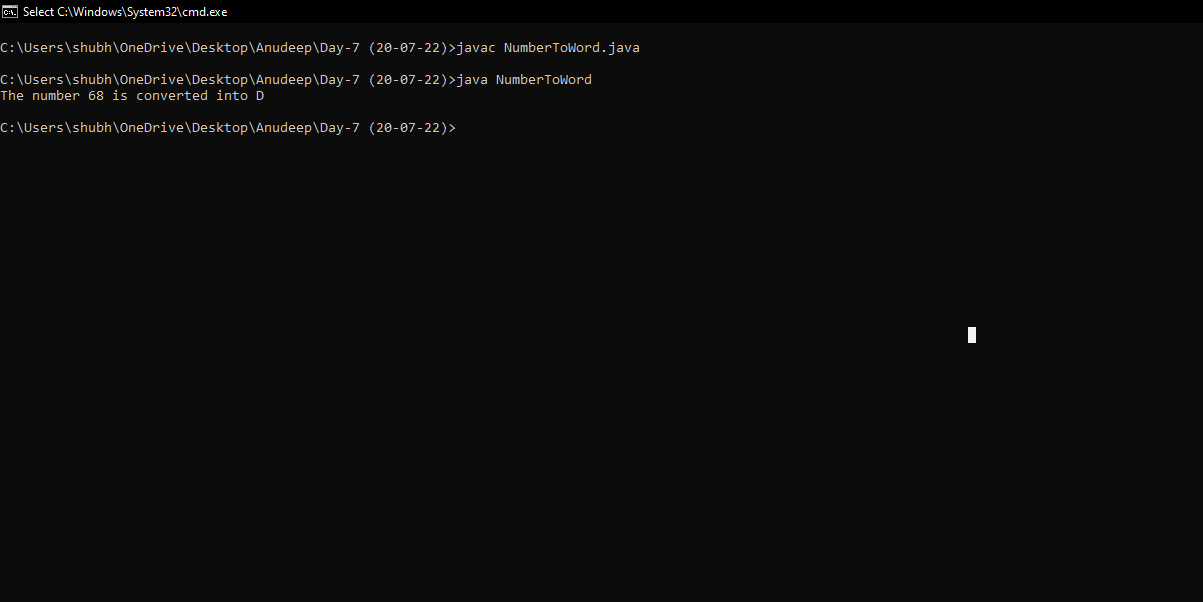 Select C:\Windows\System32\cmd.exe
C:\Users\shubh\OneDrive\Desktop\Anudeep\Day-7 (20-07-22)>javac NumberToWord.java
C:\Users\shubh\OneDrive\Desktop\Anudeep\Day-7 (20-07-22)>java NumberToWord
The number 68 is converted into D
C:\Users\shubh\OneDrive\Desktop\Anudeep\Day-7 (20-07-22)>